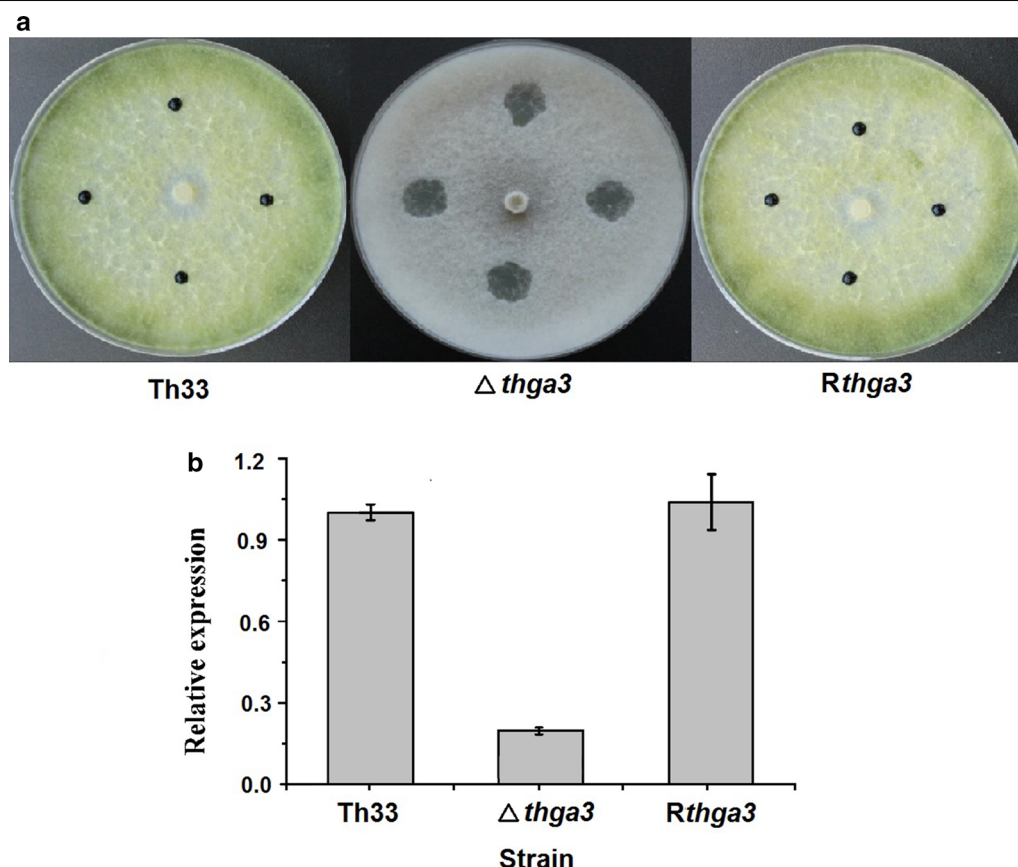 a
Th33
△thga3
Rthga3
b
Relative expression
1.2
0.9
0.6
0.3
0.0
Th33
△thga3
Rthga3
Strain